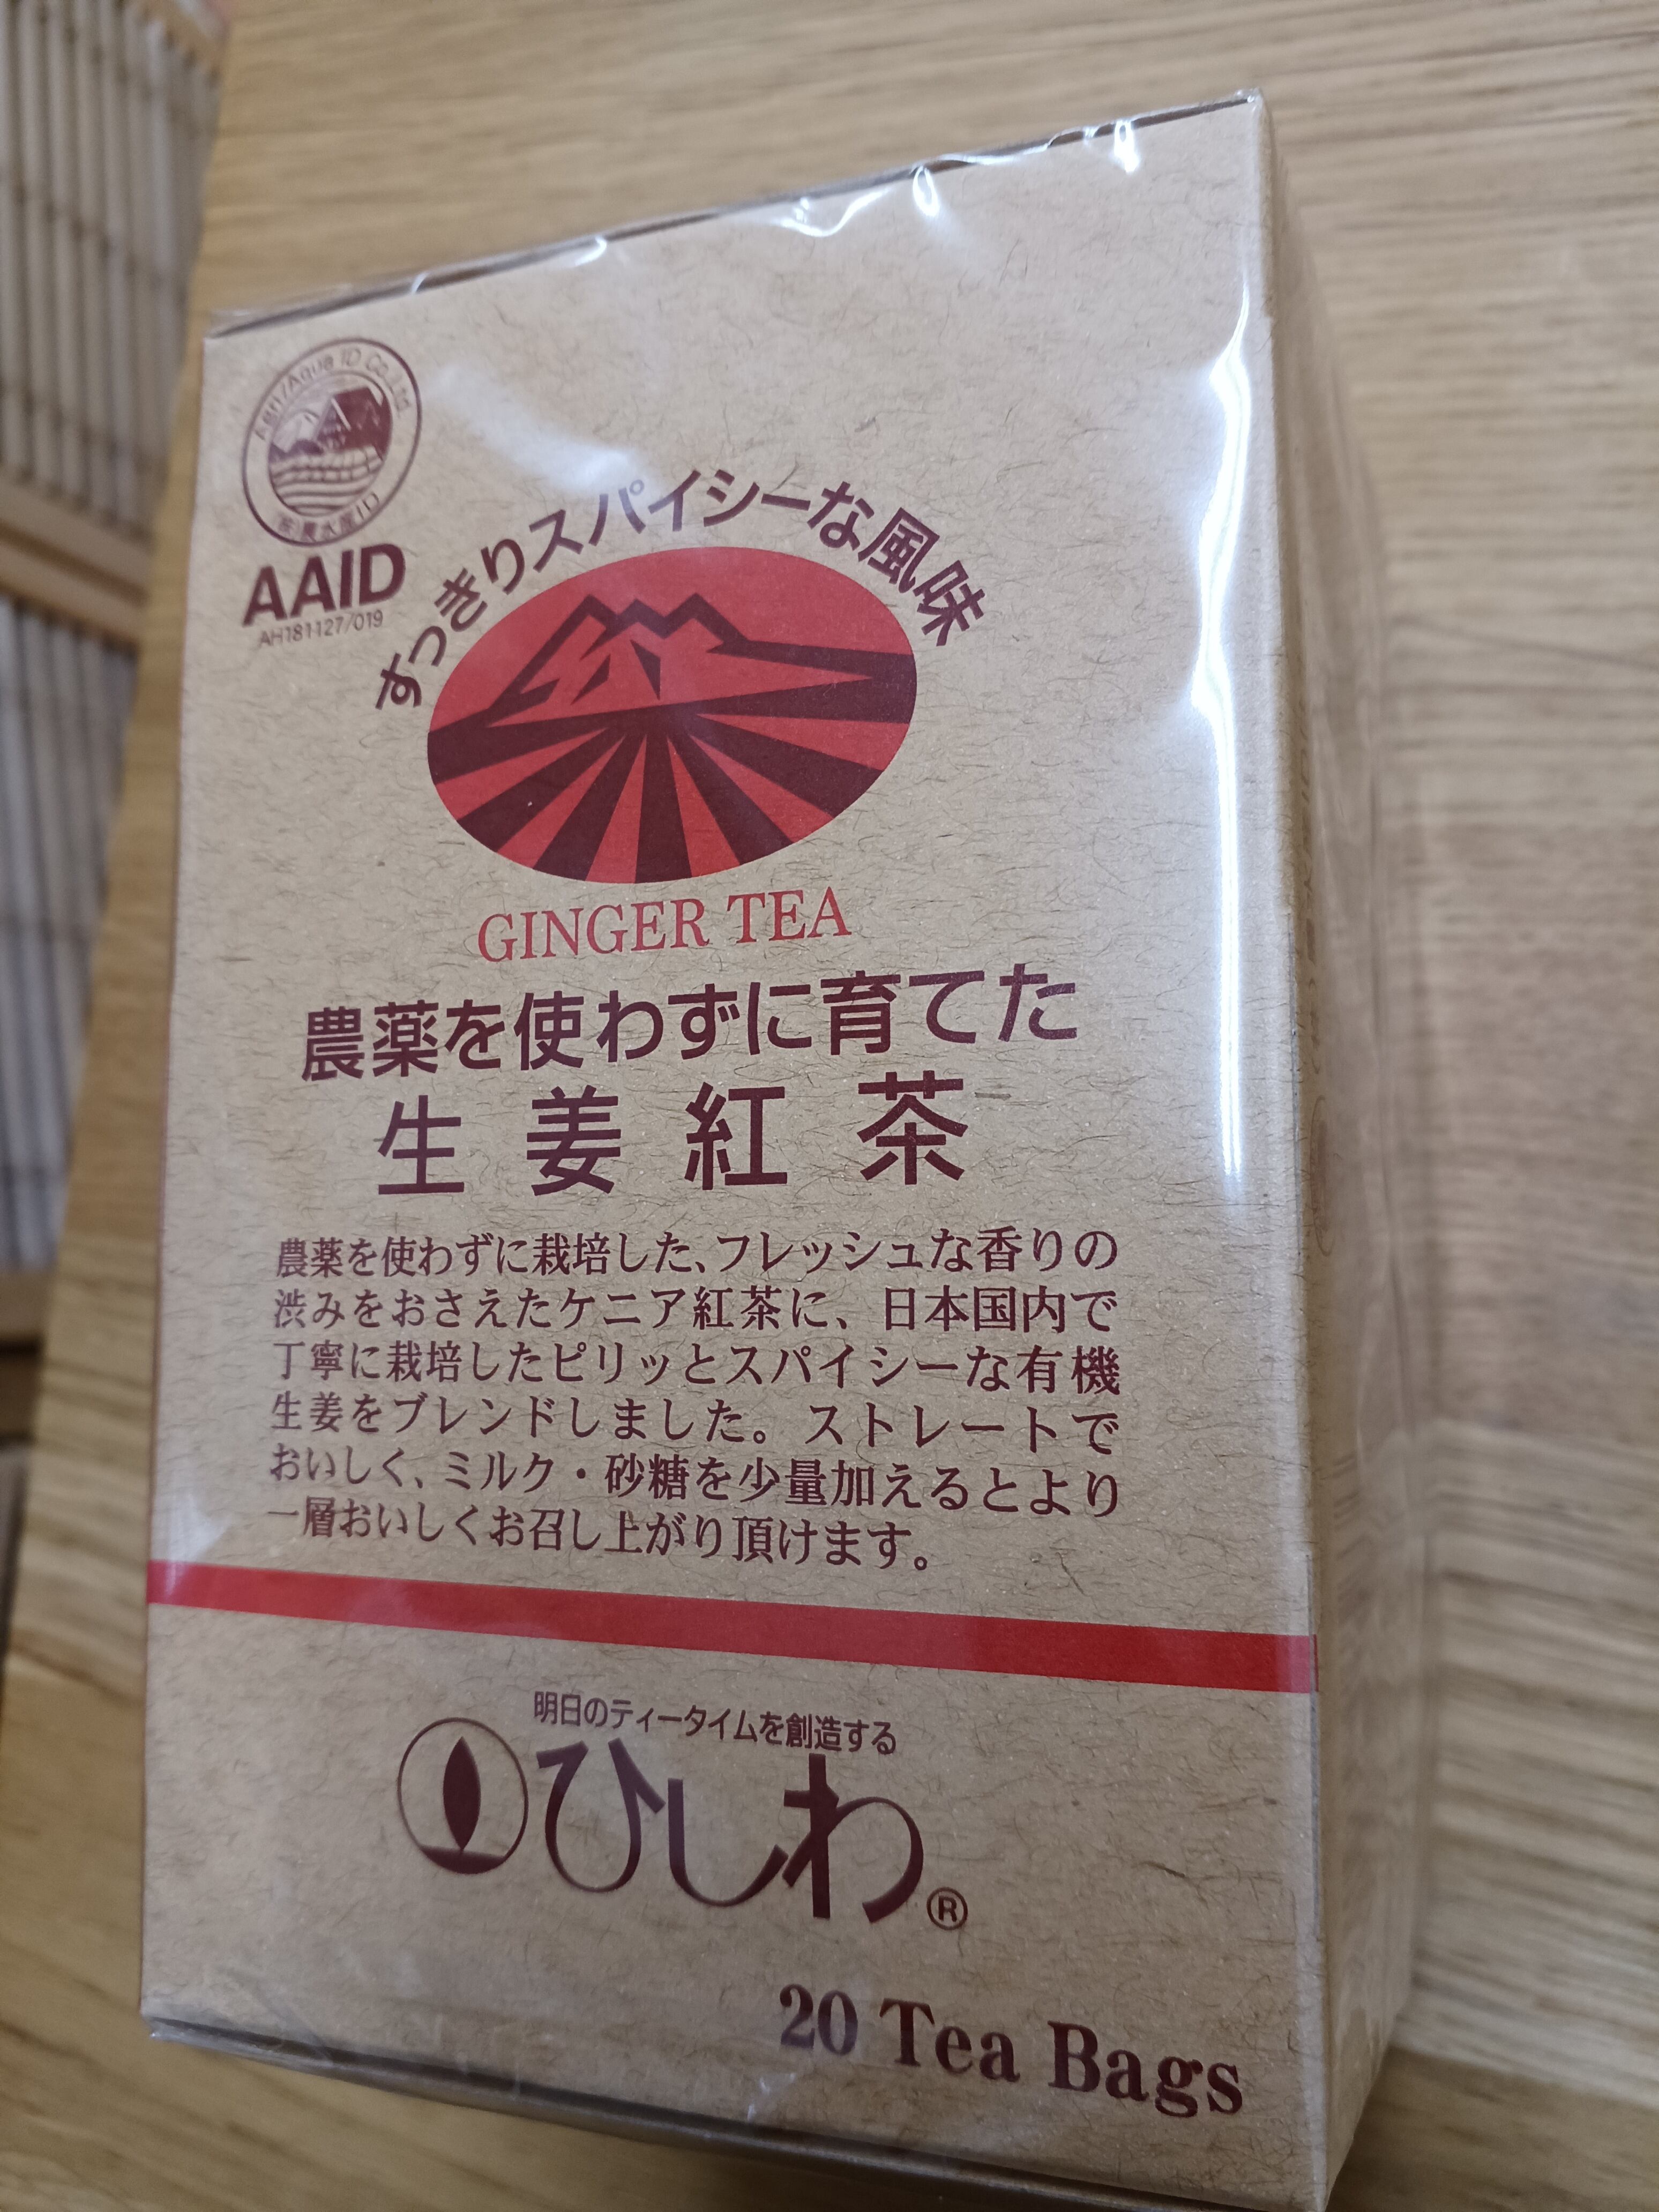 Agri/Aqua ID Co., Ltd.
AAID
AH181-127/019
すっきりスパイシーな風味
GINGER TEA
農薬を使わずに育てた
生姜紅茶
農薬を使わずに栽培した、フレッシュな香りの
渋みをおさえたケニア紅茶に、日本国内で
丁寧に栽培したピリッとスパイシーな有機
生姜をブレンドしました。ストレートで
おいしく、ミルク・砂糖を少量加えるとより
一層おいしくお召し上がり頂けます。
明日のティータイムを創造する
ひしわ®
20 Tea Bags